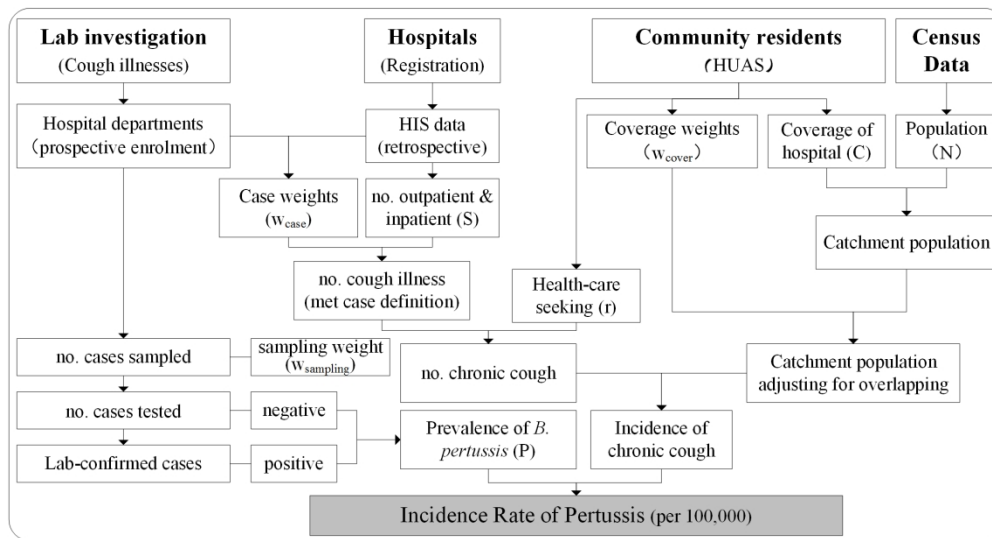 Lab investigation
(Cough illnesses)
Hospitals
(Registration)
Community residents
(HUAS)
Census
Data
Hospital departments
(prospective enrolment)
HIS data
(retrospective)
Coverage weights
(w_cover)
Coverage of
hospital (C)
Population
(N)
Case weights
(w_case)
no. outpatient &
inpatient (S)
Catchment population
no. cough illness
(met case definition)
Health-care
seeking (r)
no. cases sampled
sampling weight
(w_sampling)
no. chronic cough
Catchment population
adjusting for overlapping
no. cases tested
negative
Prevalence of B.
pertussis (P)
Incidence of
chronic cough
Lab-confirmed cases
positive
Incidence Rate of Pertussis (per 100,000)